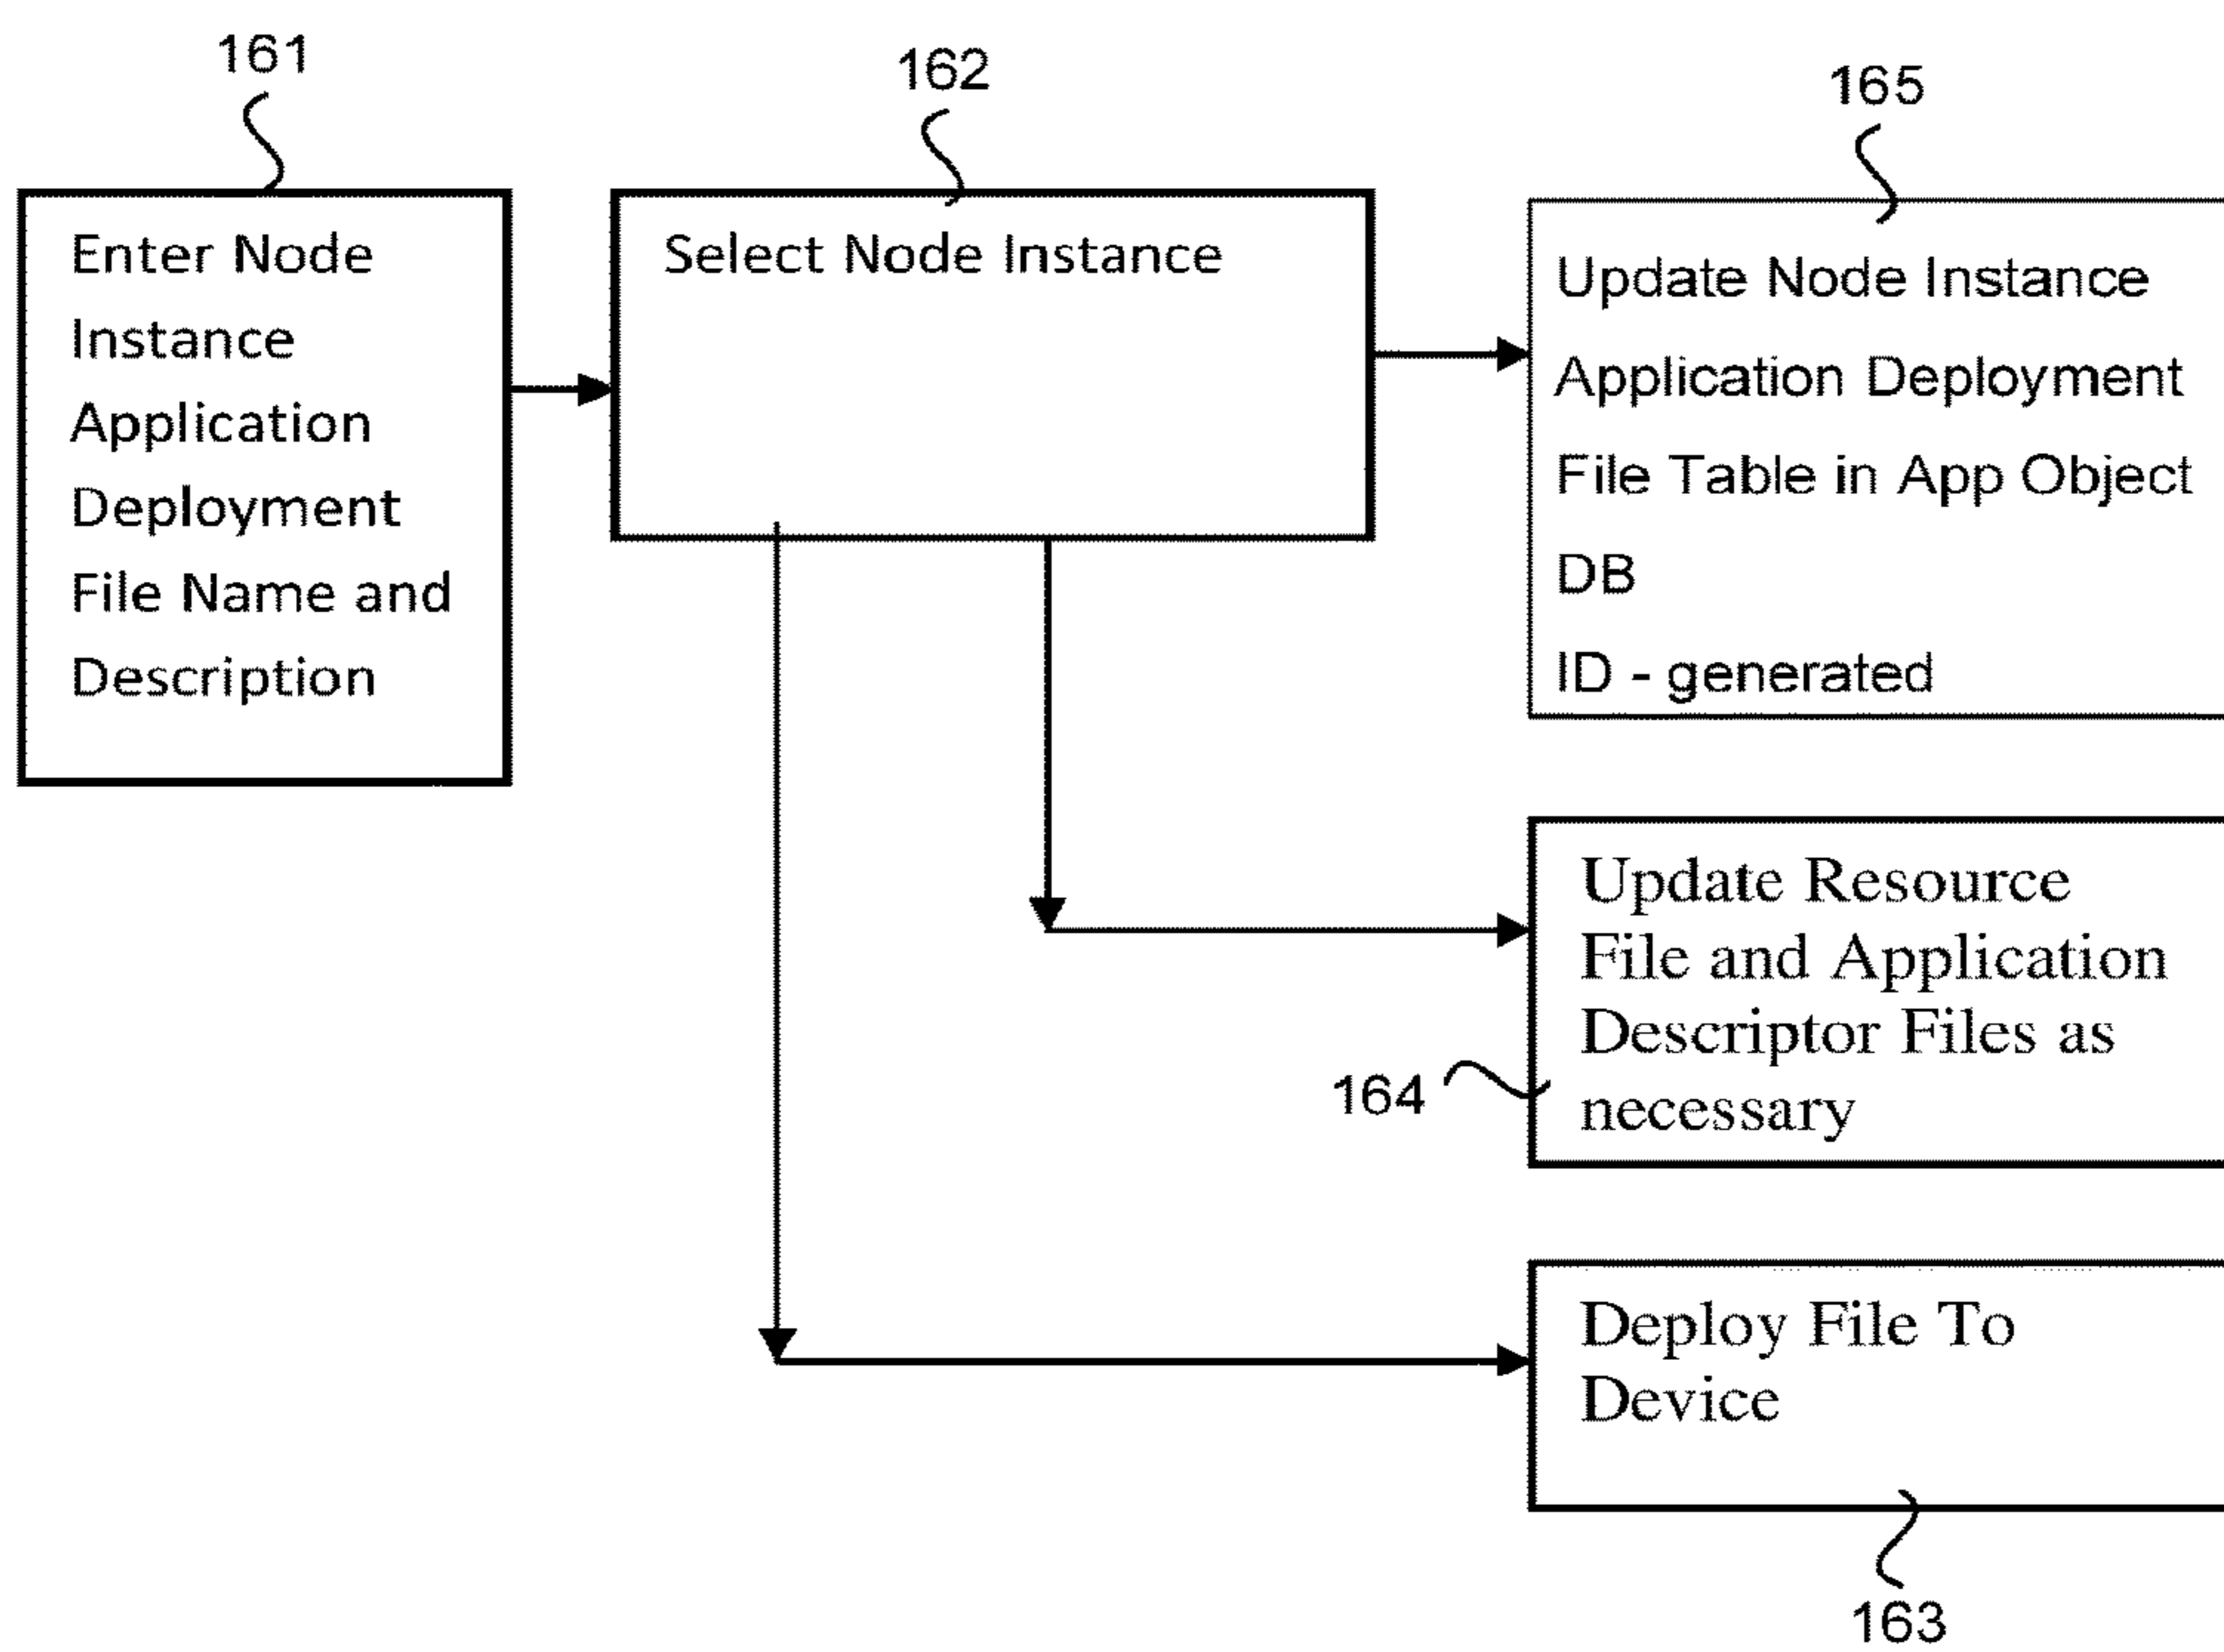 161
Enter Node
Instance
Application
Deployment
File Name and
Description
162
Select Node Instance
165
Update Node Instance
Application Deployment
File Table in App Object
DB
ID - generated
Update Resource
File and Application
Descriptor Files as
necessary
164
Deploy File To
Device
163